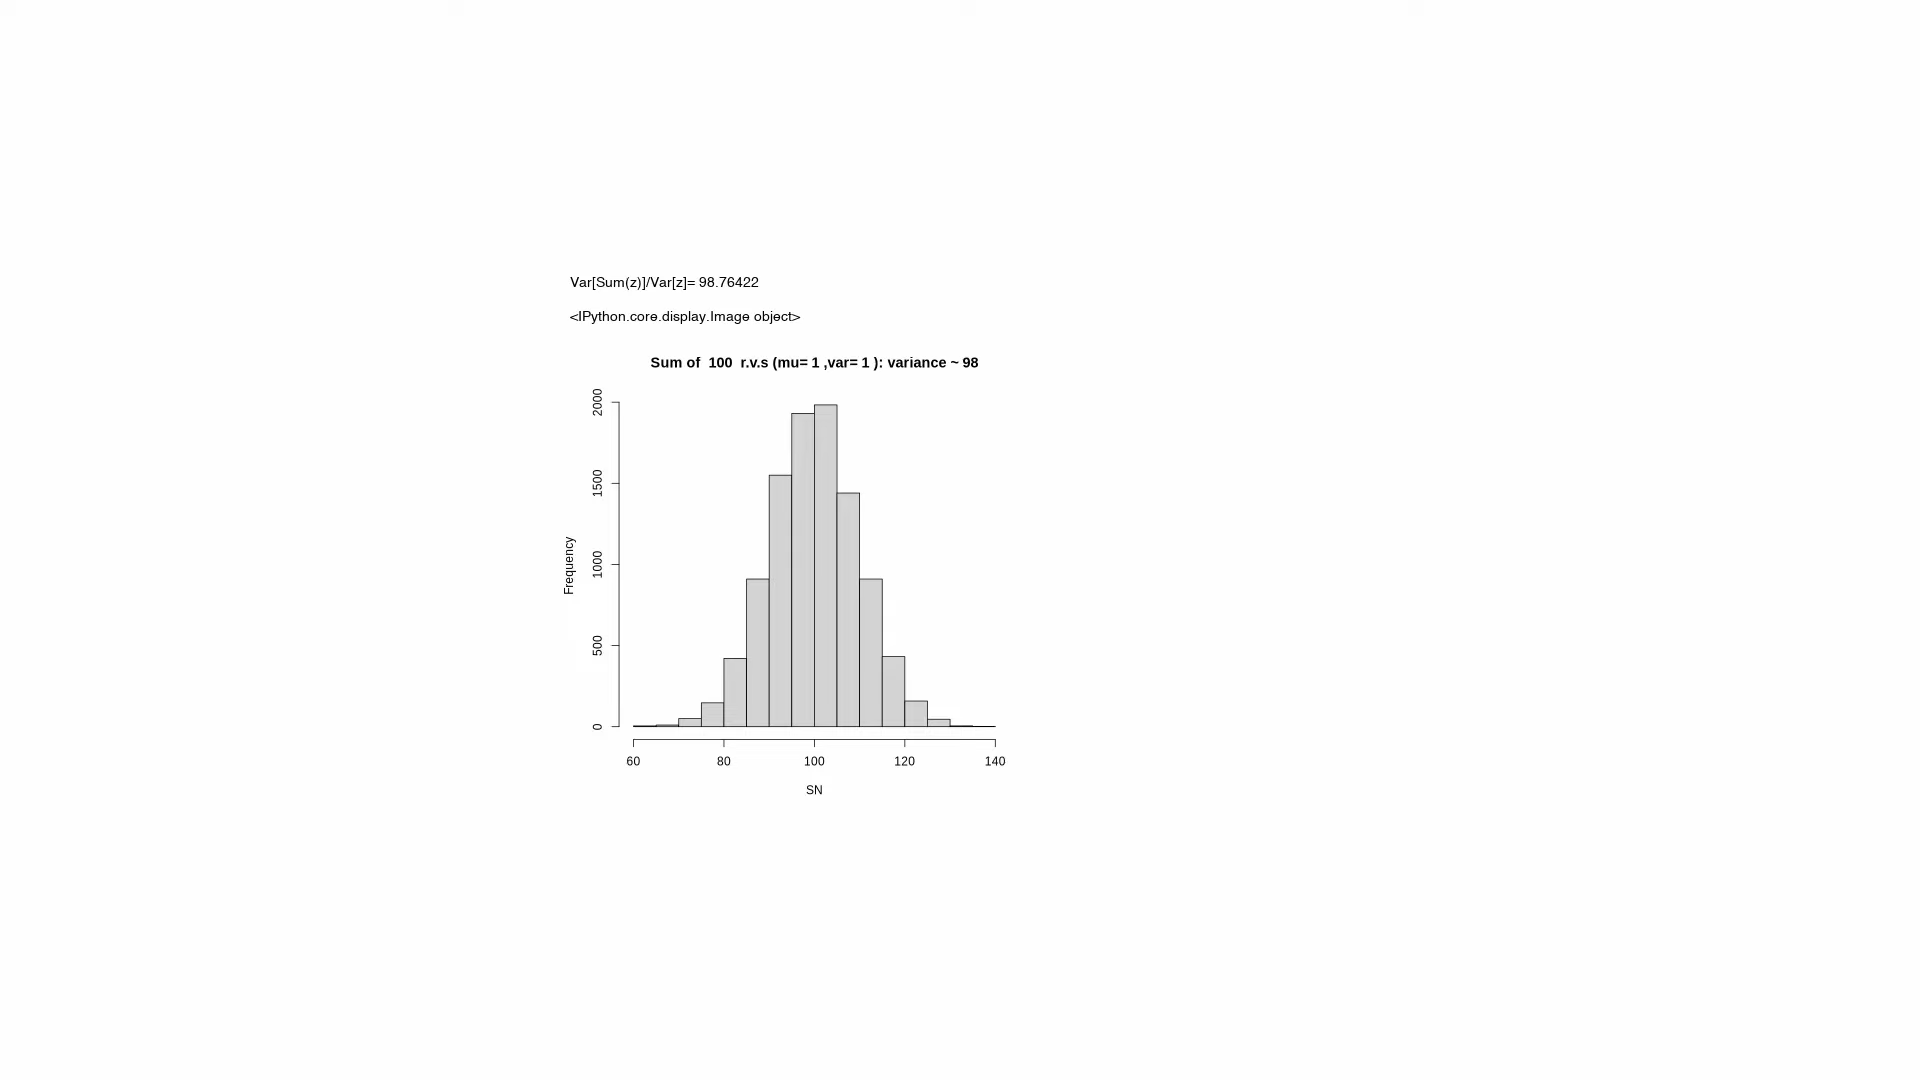 Var[Sum(z)]/Var[z]= 98.76422
<IPython.core.display.Image object>
Sum of 100 r.v.s (mu= 1 ,var= 1 ): variance ~ 98
2000
1500
1000
500
0
Frequency
60 80 100 120 140
SN